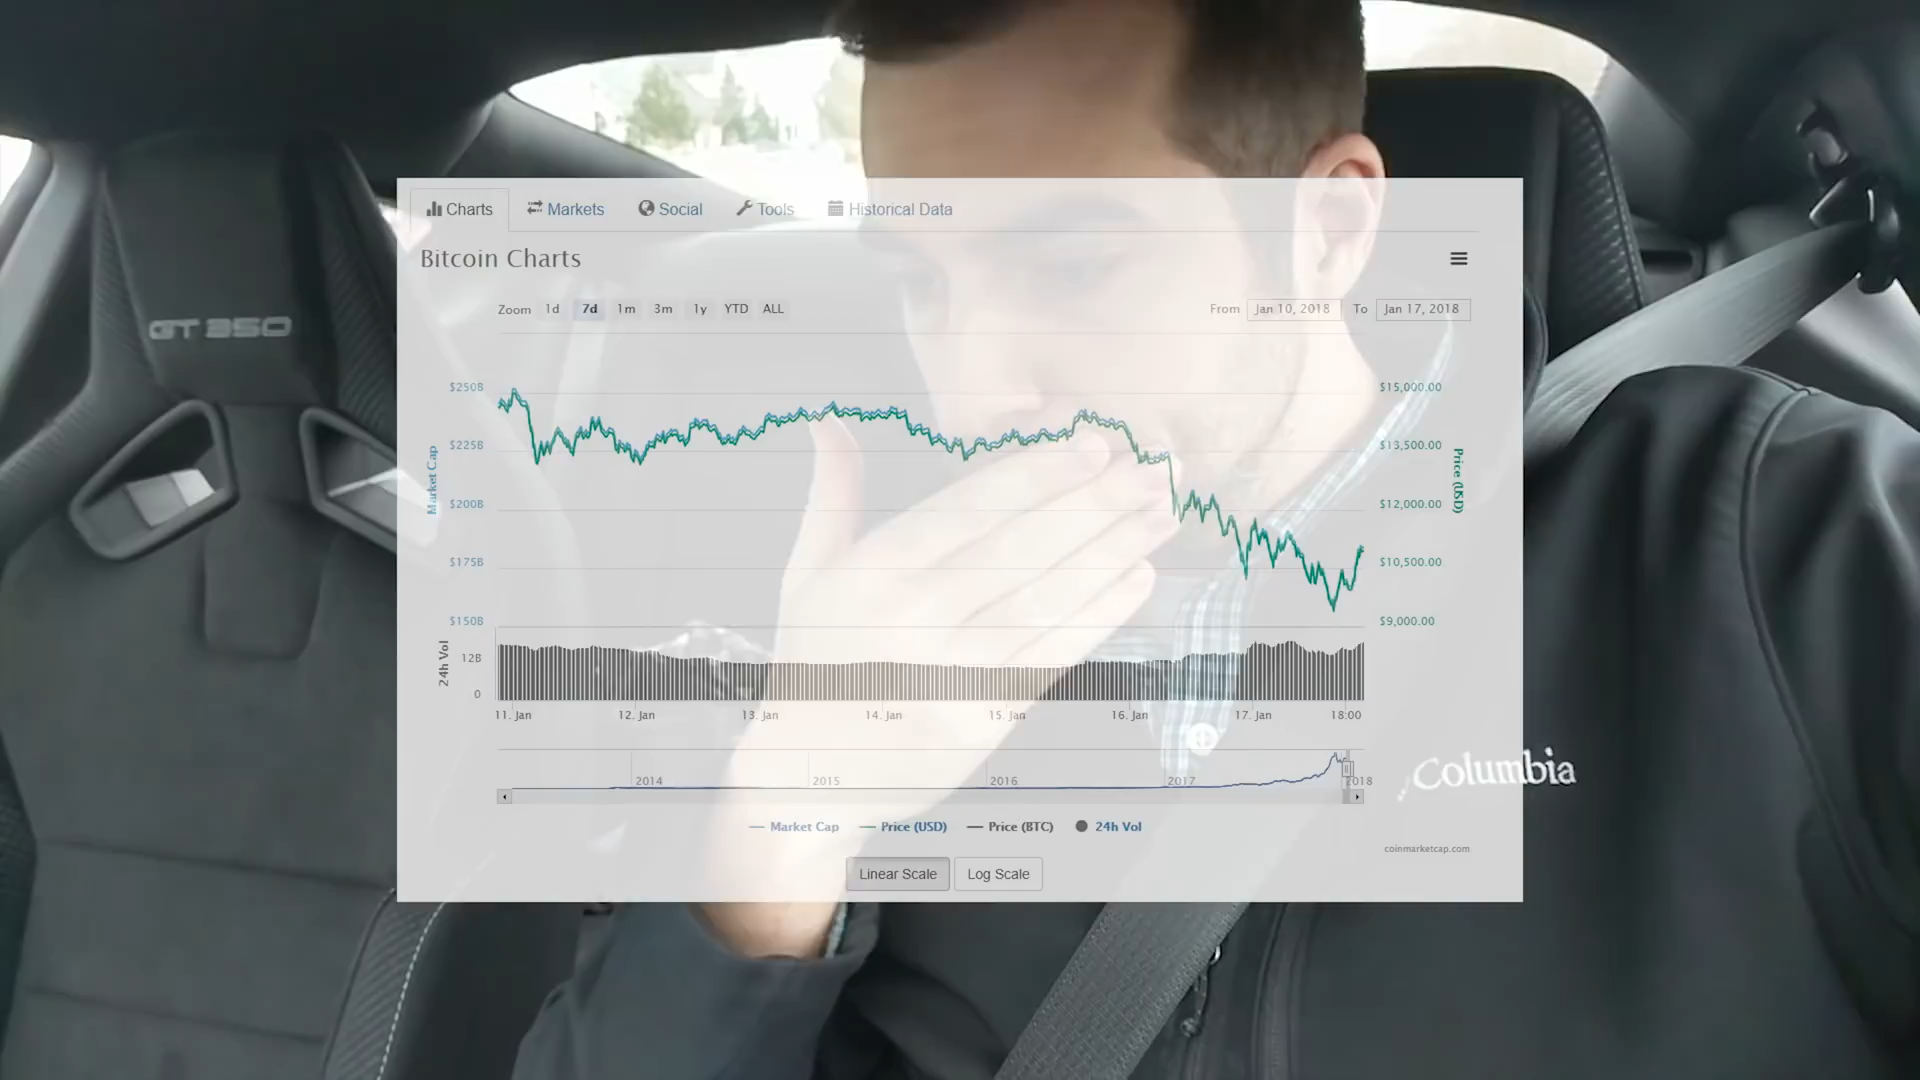 Charts Markets Social Tools Historical Data
Bitcoin Charts
Zoom 1d 7d 1m 3m 1y YTD ALL From Jan 10, 2018 To Jan 17, 2018
GT 350
$250B $15,000.00
$225B $13,500.00
$200B $12,000.00
$175B $10,500.00
$150B $9,000.00
Market Cap
Price (USD)
24h Vol
12B
0
11. Jan 12. Jan 13. Jan 14. Jan 15. Jan 16. Jan 17. Jan 18:00
2014 2015 2016 2017 2018
Columbia
Market Cap Price (USD) Price (BTC) 24h Vol
coinmarketcap.com
Linear Scale Log Scale